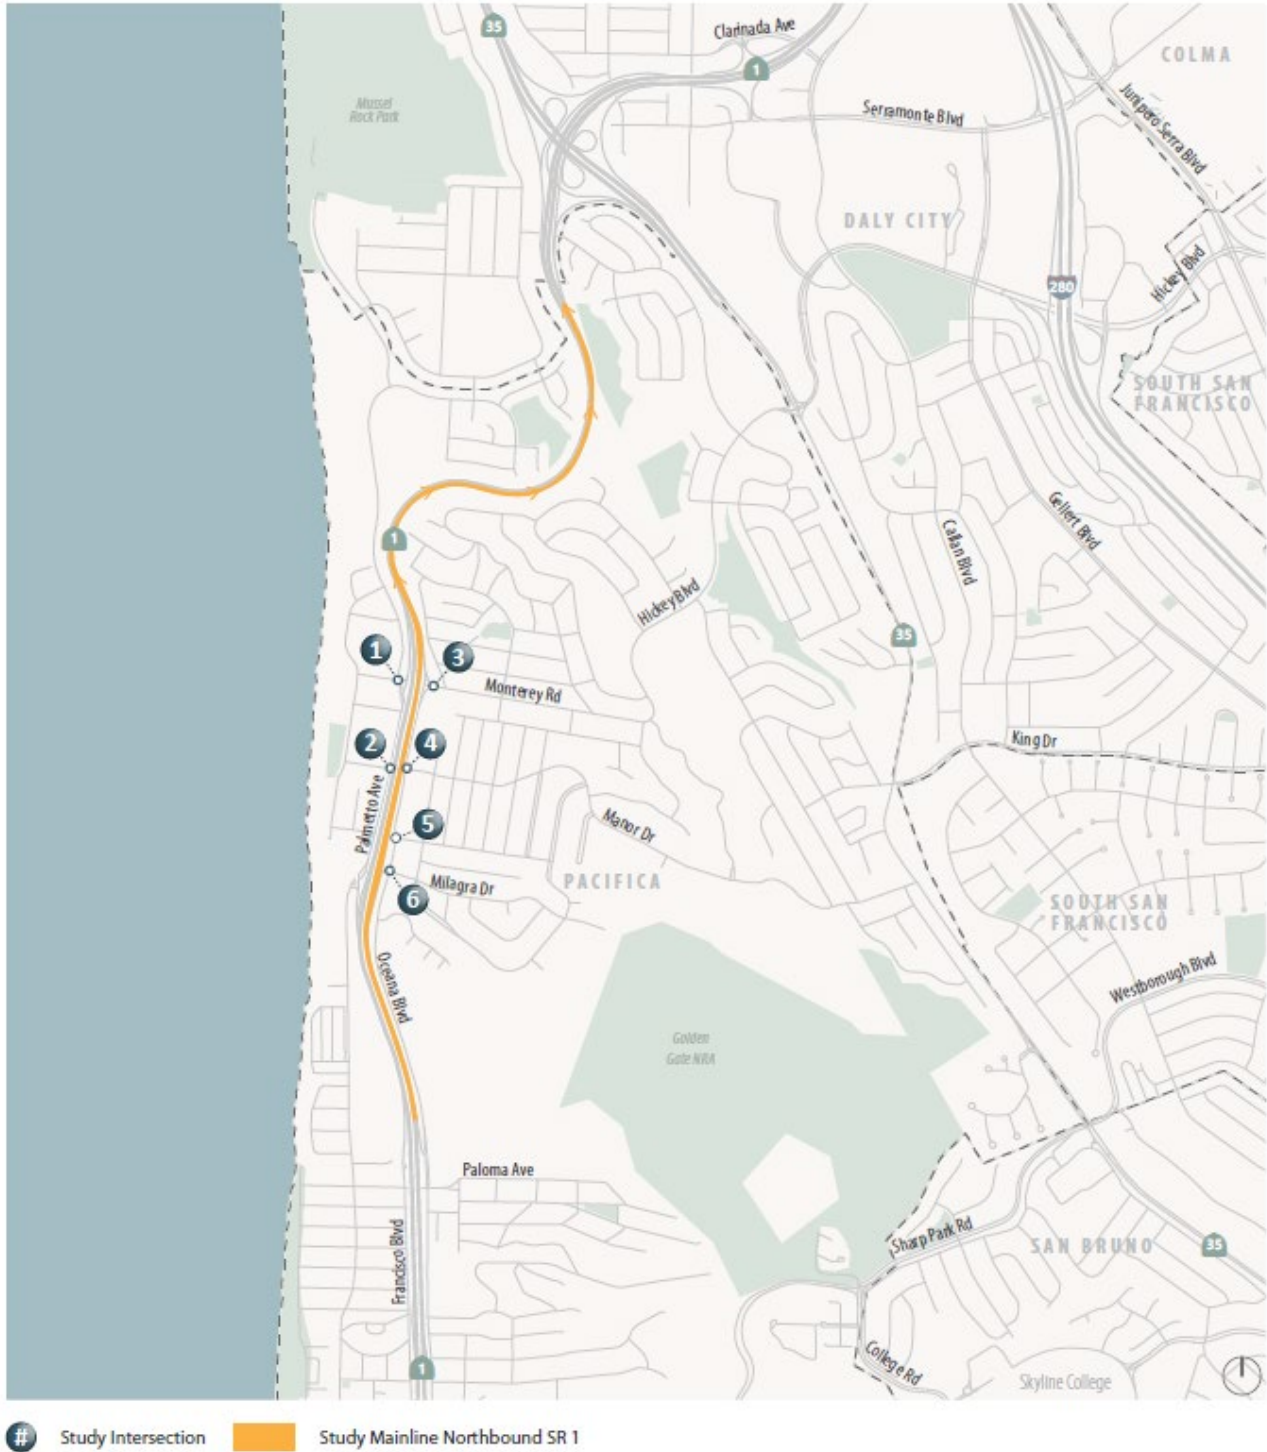 35
Clarinada Ave
1
COLMA
Mussel
Rock Park
Serramonte Blvd
Junipero Serra Blvd
DALY CITY
Hickey Blvd
280
SOUTH SAN
FRANCISCO
1
Gellert Blvd
Callan Blvd
Hickey Blvd
35
1
3
Monterey Rd
2
4
King Dr
Palmetto Ave
5
Manor Dr
6
Milagra Dr
PACIFICA
SOUTH SAN
FRANCISCO
Oceana Blvd
Westborough Blvd
Golden
Gate NRA
Paloma Ave
Francisco Blvd
Sharp Park Rd
SAN BRUNO
35
1
College Rd
Skyline College
# Study Intersection
Study Mainline Northbound SR 1